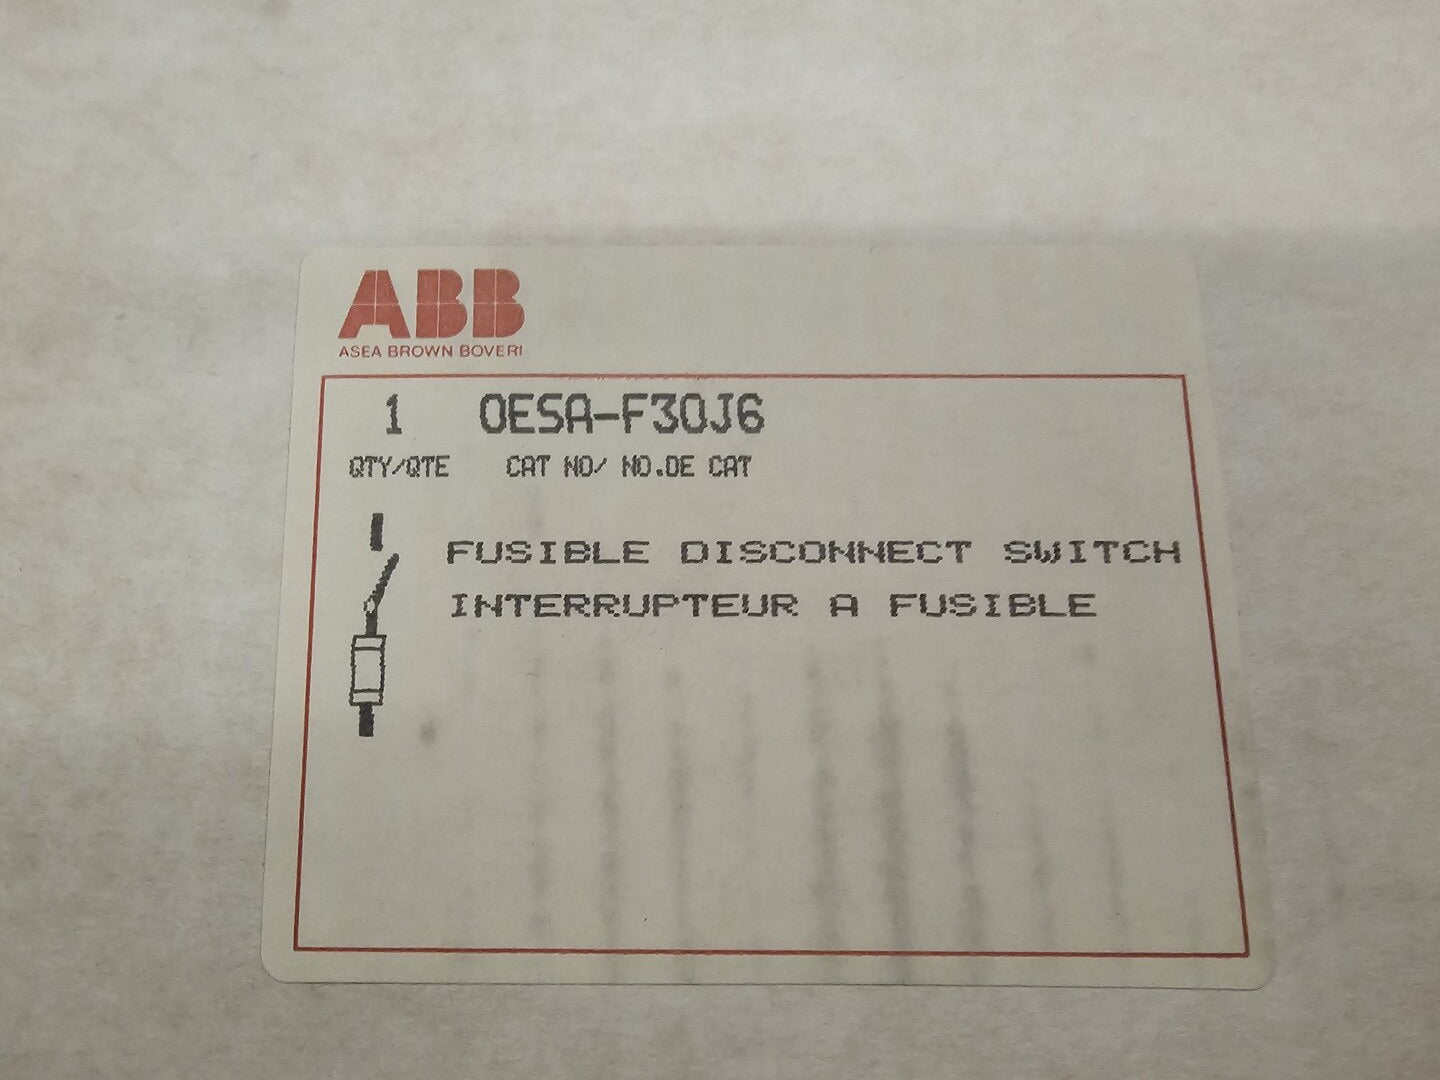 ABB
ASEA BROWN BOVERI
1 OESA-F30J6
QTY/QTE CAT NO/ NO.DE CAT
FUSIBLE DISCONNECT SWITCH
INTERRUPTEUR A FUSIBLE